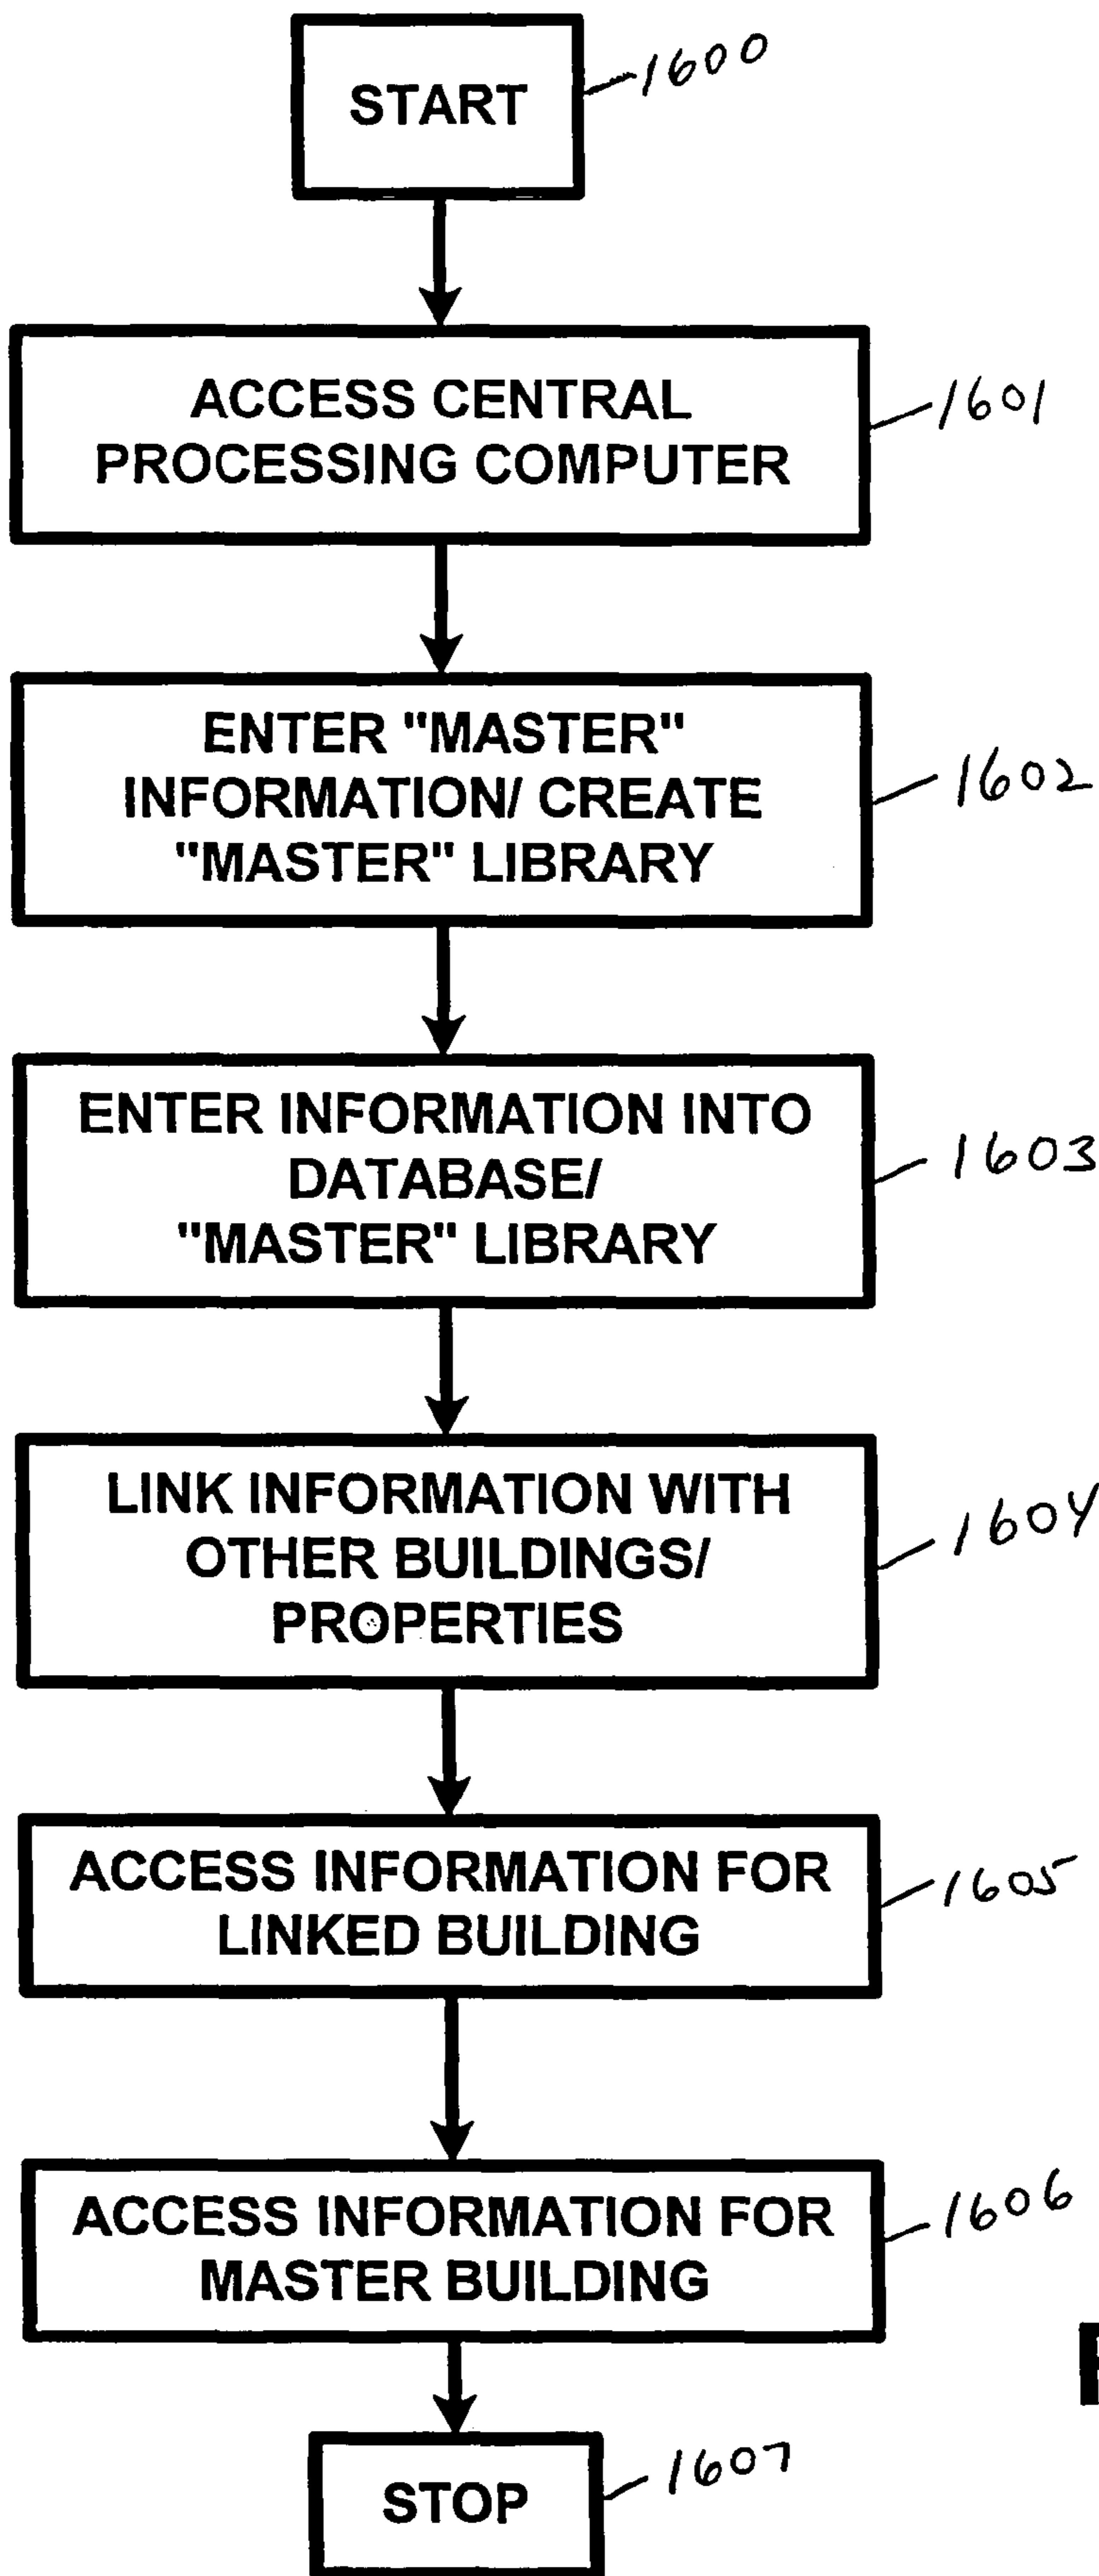 START
1600
ACCESS CENTRAL
PROCESSING COMPUTER
1601
ENTER "MASTER"
INFORMATION/ CREATE
"MASTER" LIBRARY
1602
ENTER INFORMATION INTO
DATABASE/
"MASTER" LIBRARY
1603
LINK INFORMATION WITH
OTHER BUILDINGS/
PROPERTIES
1604
ACCESS INFORMATION FOR
LINKED BUILDING
1605
ACCESS INFORMATION FOR
MASTER BUILDING
1606
STOP
1607